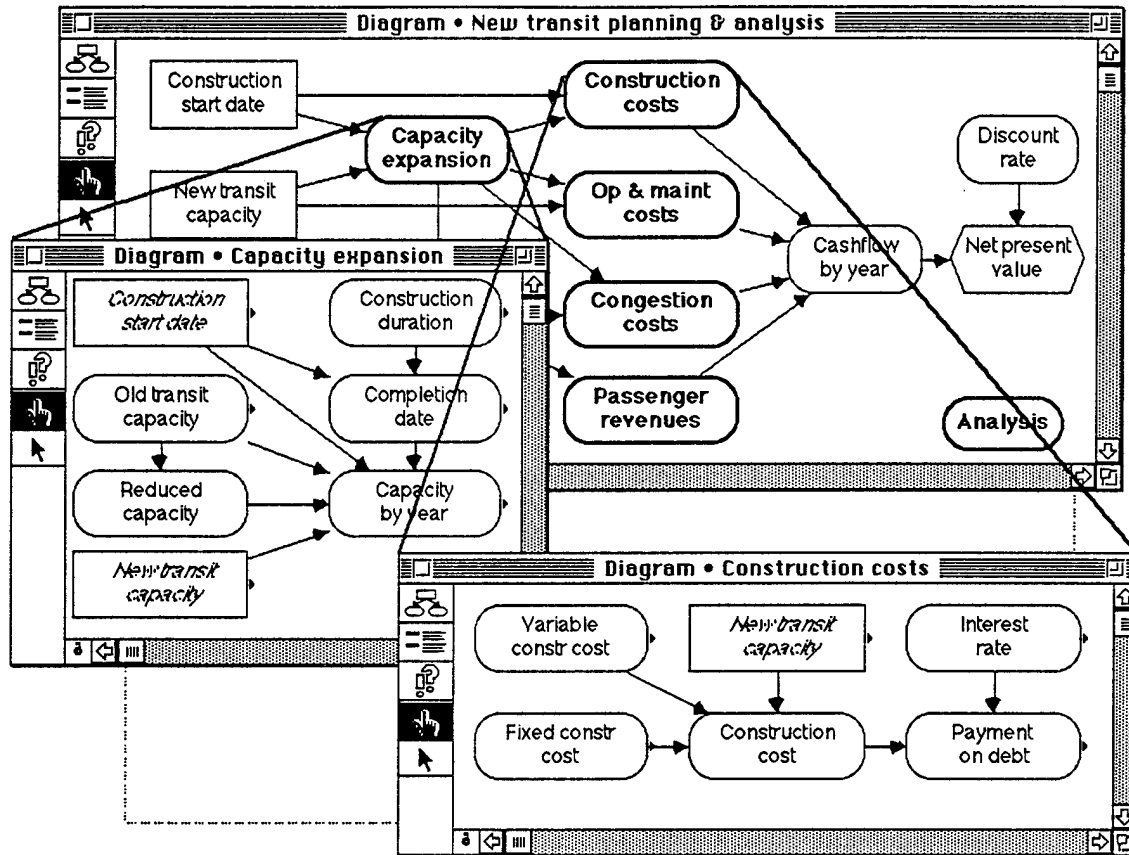 Diagram • New transit planning & analysis
Construction
start date
Capacity
expansion
New transit
capacity
Construction
costs
Op & maint
costs
Congestion
costs
Passenger
revenues
Cashflow
by year
Discount
rate
Net present
value
Analysis
Diagram • Capacity expansion
Construction
start date
Construction
duration
Old transit
capacity
Completion
date
Reduced
capacity
Capacity
by year
New transit
capacity
Diagram • Construction costs
Variable
constr cost
New transit
capacity
Interest
rate
Fixed constr
cost
Construction
cost
Payment
on debt